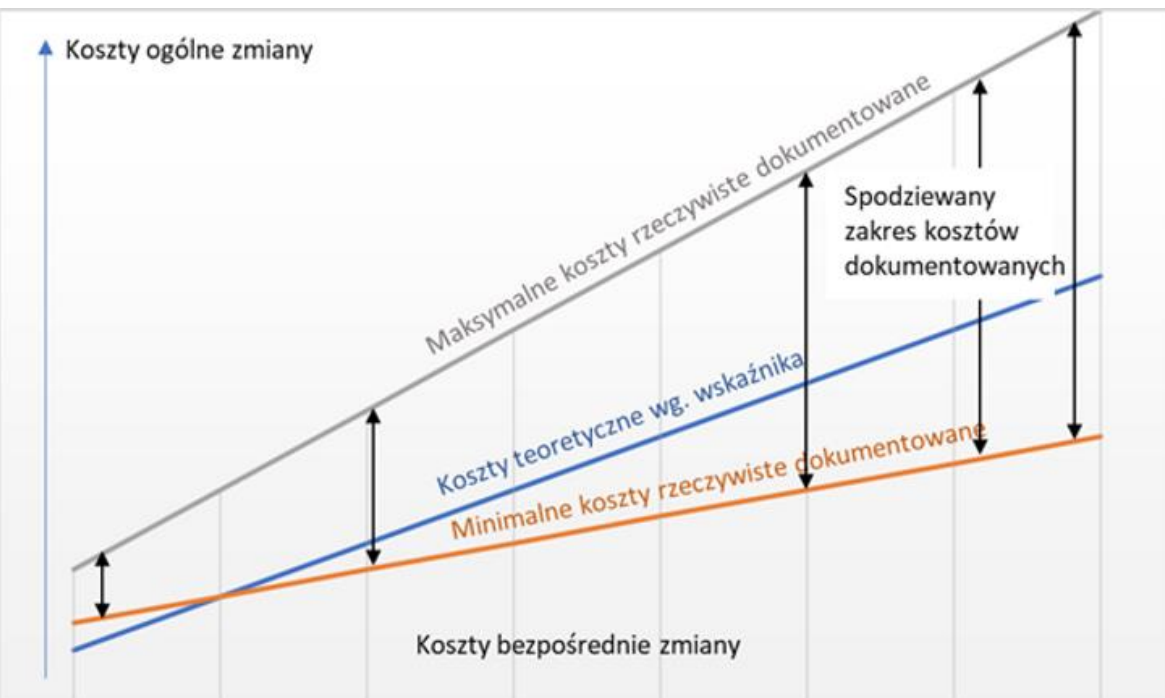 Koszty ogólne zmiany
Maksymalne koszty rzeczywiste dokumentowane
Spodziewany
zakres kosztów
dokumentowanych
Koszty teoretyczne wg. wskaźnika
Minimalne koszty rzeczywiste dokumentowane
Koszty bezpośrednie zmiany